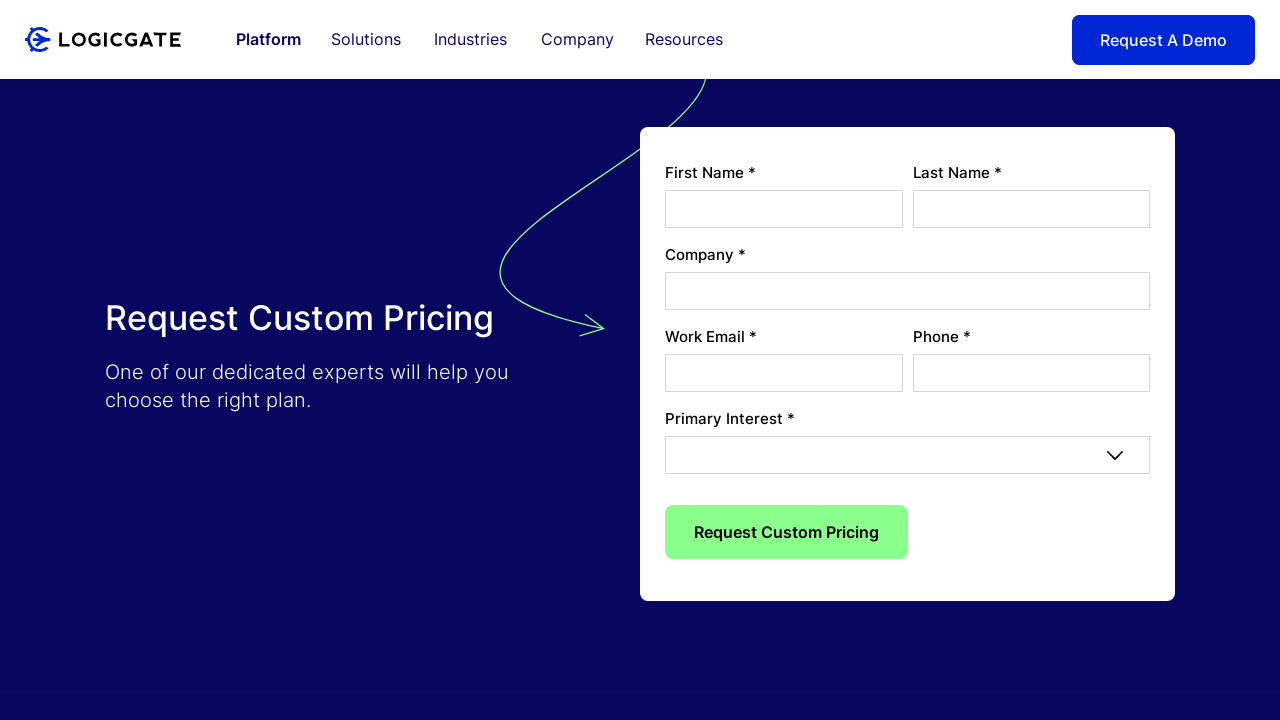 LOGICGATE
Platform
Solutions
Industries
Company
Resources
Request A Demo
Request Custom Pricing
One of our dedicated experts will help you
choose the right plan.
First Name *
Last Name *
Company *
Work Email *
Phone *
Primary Interest *
Request Custom Pricing